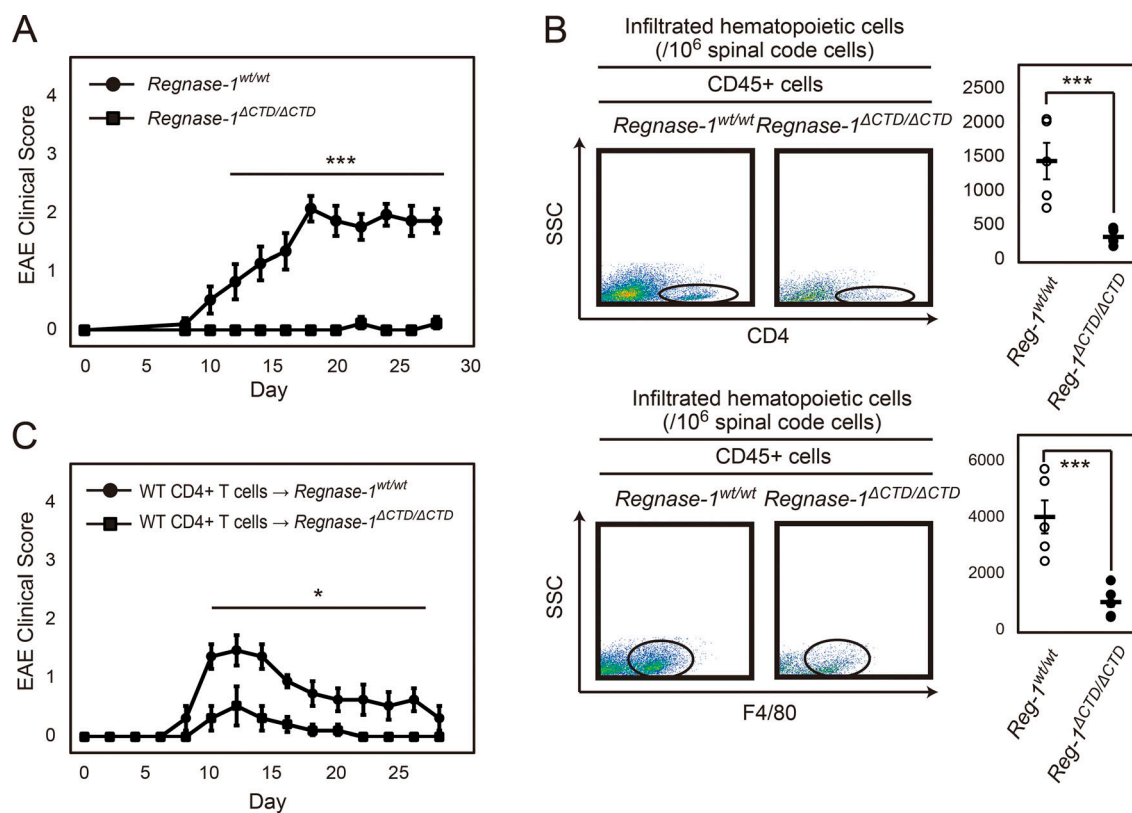 A
EAE Clinical Score
4
3
2
1
0
Regnase-1wt/wt
Regnase-1ΔCTD/ΔCTD
***
0 5 10 15 20 25 30
Day
B
Infiltrated hematopoietic cells
(/10⁶ spinal code cells)
CD45+ cells
Regnase-1wt/wt Regnase-1ΔCTD/ΔCTD
SSC
CD4
2500
2000
1500
1000
500
0
***
Reg-1wt/wt
Reg-1ΔCTD/ΔCTD
Infiltrated hematopoietic cells
(/10⁶ spinal code cells)
CD45+ cells
Regnase-1wt/wt Regnase-1ΔCTD/ΔCTD
SSC
F4/80
6000
4000
2000
0
***
Reg-1wt/wt
Reg-1ΔCTD/ΔCTD
C
EAE Clinical Score
4
3
2
1
0
WT CD4+ T cells → Regnase-1wt/wt
WT CD4+ T cells → Regnase-1ΔCTD/ΔCTD
*
0 5 10 15 20 25
Day